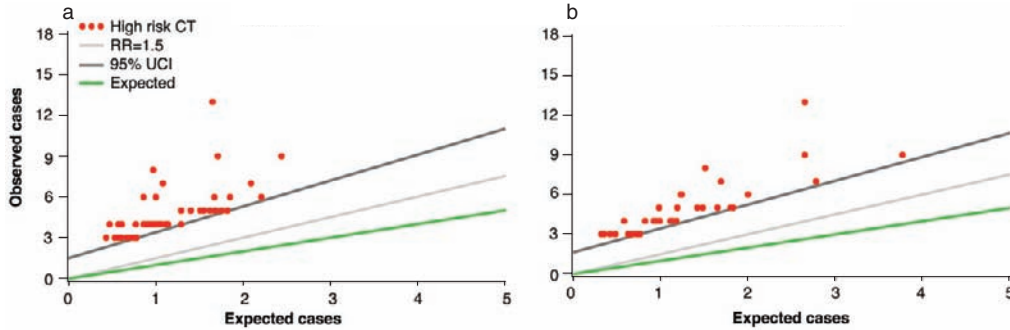 a
High risk CT
RR=1.5
95% UCI
Expected
Observed cases
18
15
12
9
6
3
0
0 1 2 3 4 5
Expected cases
b
18
15
12
9
6
3
0
0 1 2 3 4 5
Expected cases